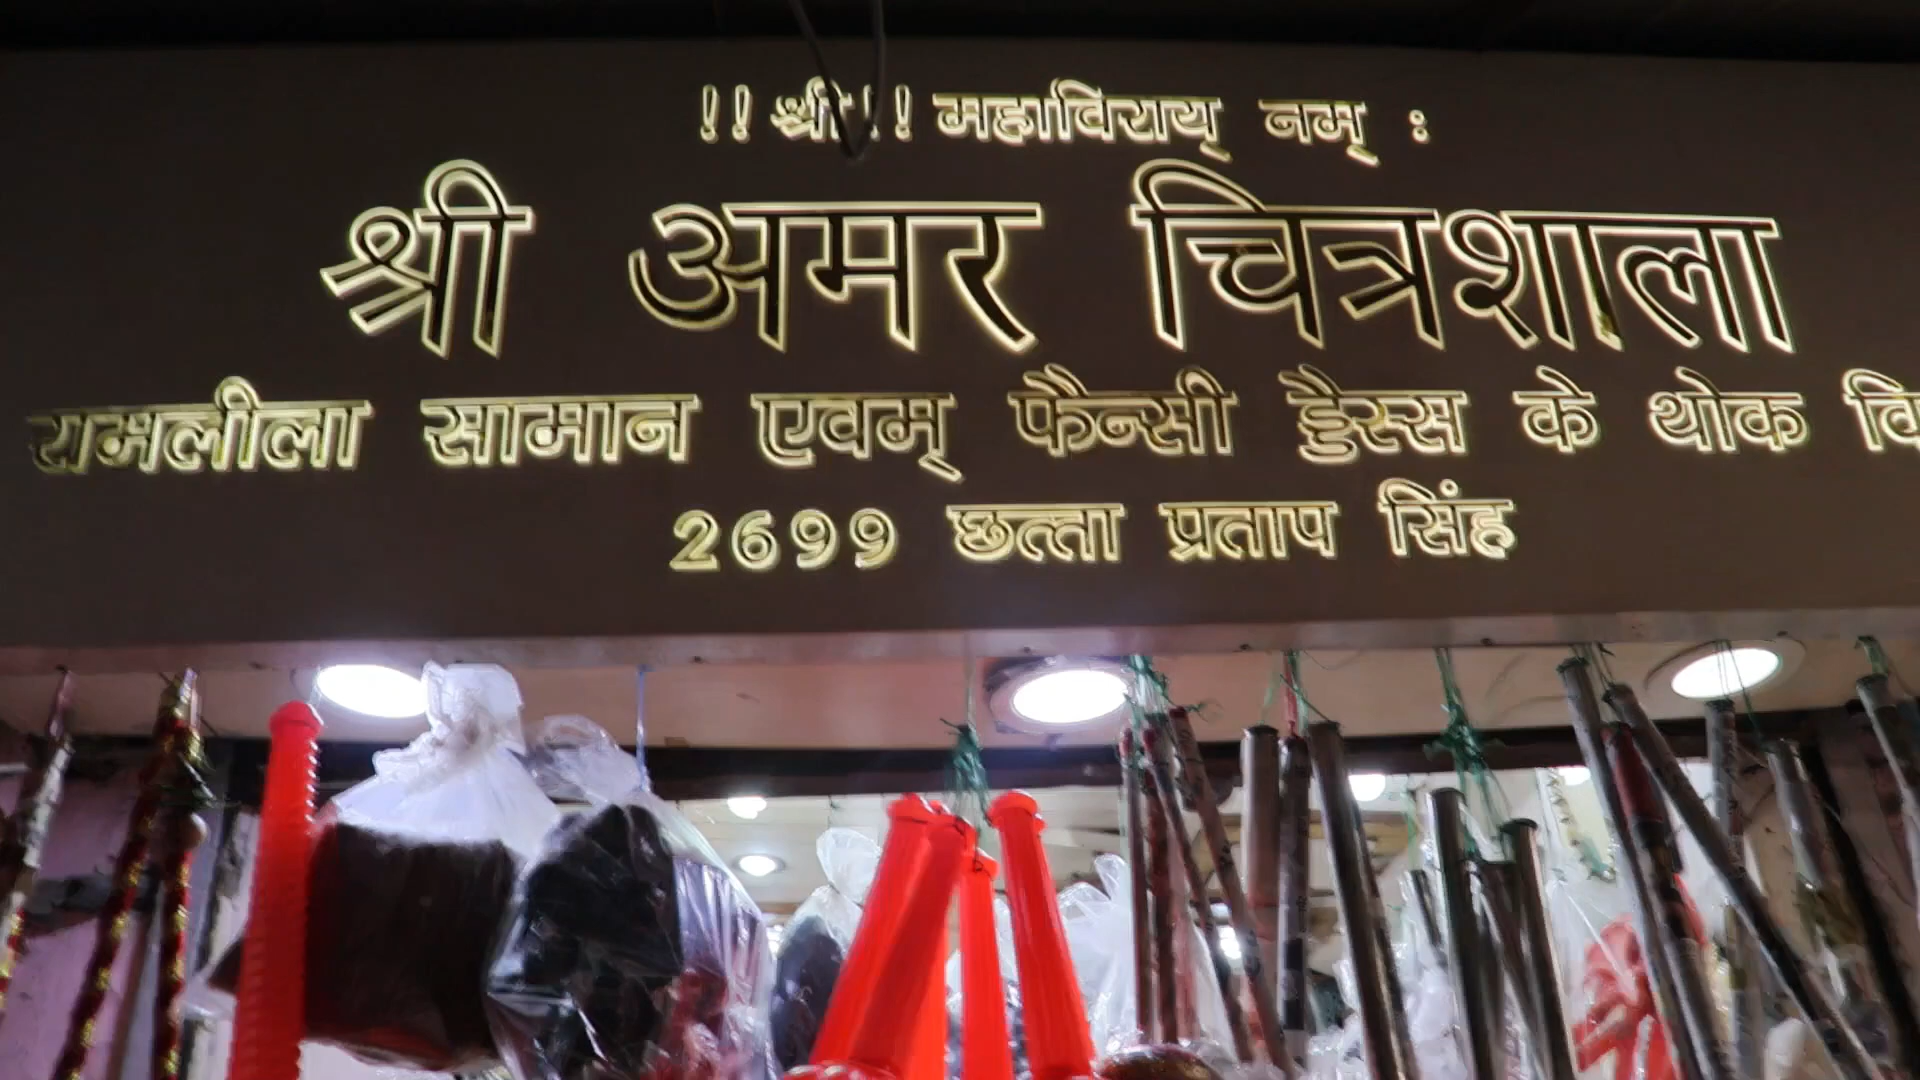 !! श्री !! महाविराय् नम् :
श्री अमर चित्रशाला
रामलीला सामान एवम् फैन्सी ड्रैस्स के थोक
2699 छत्ता प्रताप सिंह